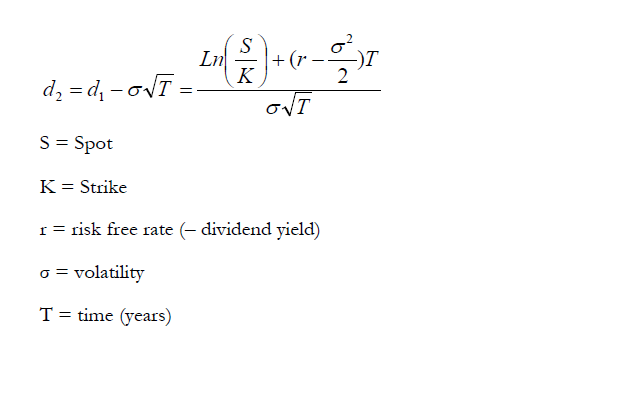 d₂ = d₁ − σ√T = (Ln(S/K) + (r − σ²/2)T) / (σ√T)
S = Spot
K = Strike
r = risk free rate (– dividend yield)
σ = volatility
T = time (years)